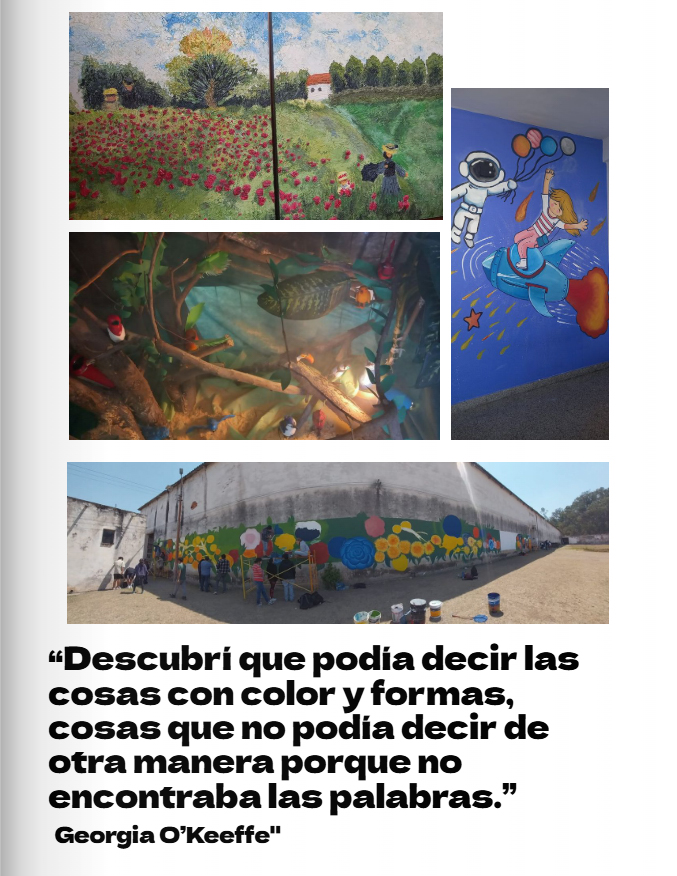 “Descubrí que podía decir las
cosas con color y formas,
cosas que no podía decir de
otra manera porque no
encontraba las palabras.”
Georgia O’Keeffe"